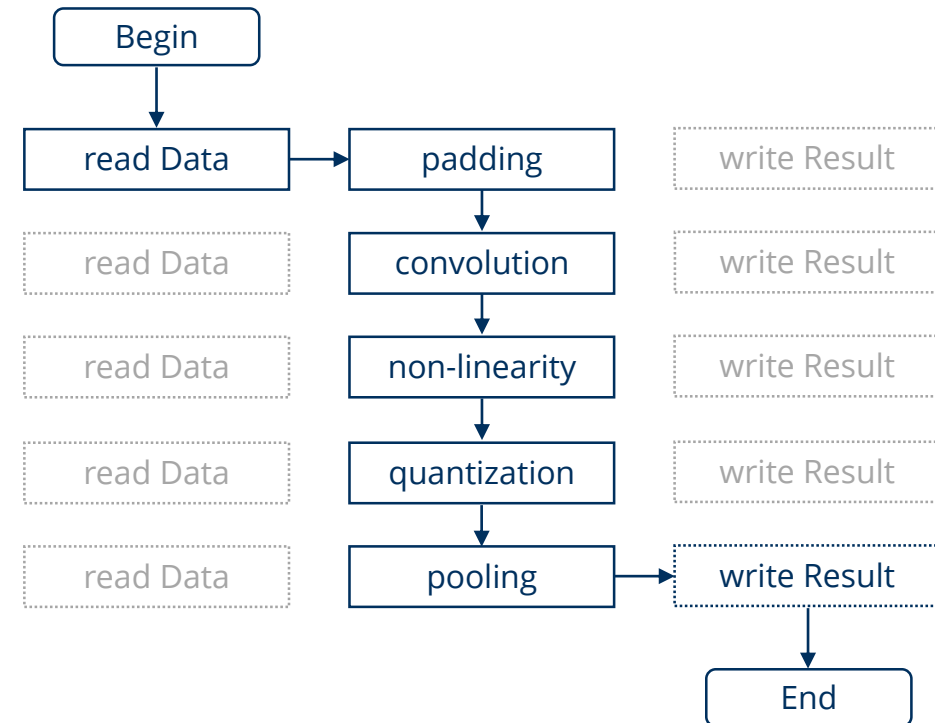 Begin
read Data
padding
write Result
read Data
convolution
write Result
read Data
non-linearity
write Result
read Data
quantization
write Result
read Data
pooling
write Result
End